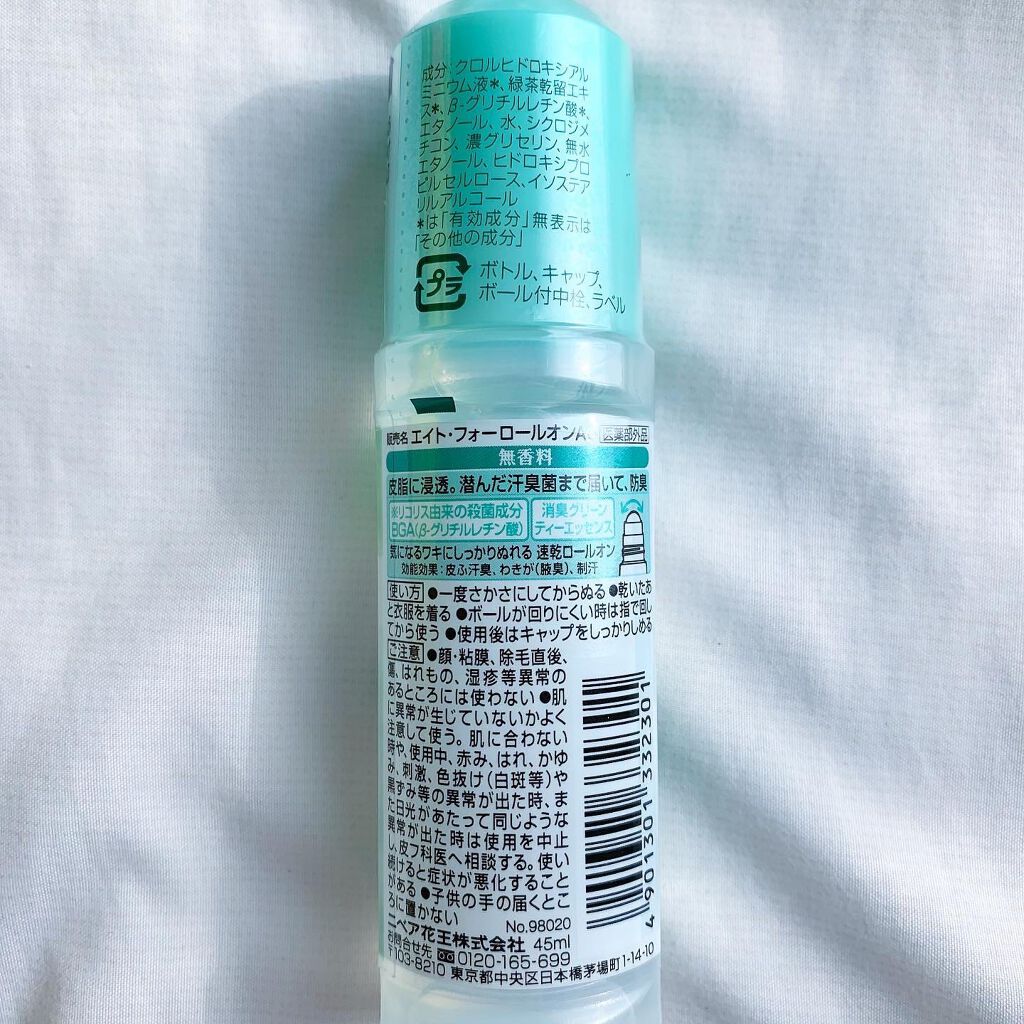 成分:クロルヒドロキシアル
ミニウム液*、緑茶乾留エキ
ス*、β-グリチルレチン酸*、
エタノール、水、シクロジメ
チコン、濃グリセリン、無水
エタノール、ヒドロキシプロ
ピルセルロース、イソステア
リルアルコール
*は「有効成分」無表示は
「その他の成分」
プラ ボトル、キャップ、
ボール付中栓、ラベル
販売名 エイト・フォーロールオンA 医薬部外品
無香料
皮脂に浸透。潜んだ汗臭菌まで届いて、防臭
※リコリス由来の殺菌成分 消臭グリーン
BGA(β-グリチルレチン酸) ティーエッセンス
気になるワキにしっかりぬれる 速乾ロールオン
効能効果:皮ふ汗臭、わきが(腋臭)、制汗
使い方 ●一度さかさにしてからぬる ●乾いたあ
と衣服を着る ●ボールが回りにくい時は指で回し
てから使う ●使用後はキャップをしっかりしめる
ご注意 ●顔・粘膜、除毛直後、
傷、はれもの、湿疹等異常の
あるところには使わない ●肌
に異常が生じていないかよく
注意して使う。肌に合わない
時や、使用中、赤み、はれ、かゆ
み、刺激、色抜け(白斑等)や
黒ずみ等の異常が出た時、ま
た日光があたって同じような
異常が出た時は使用を中止
し、皮フ科医へ相談する。使い
続けると症状が悪化すること
がある ●子供の手の届くとこ
ろに置かない
No.98020
ニベア花王株式会社 45ml
お問合せ先 0120-165-699
〒103-8210 東京都中央区日本橋茅場町1-14-10
4 901301 332301